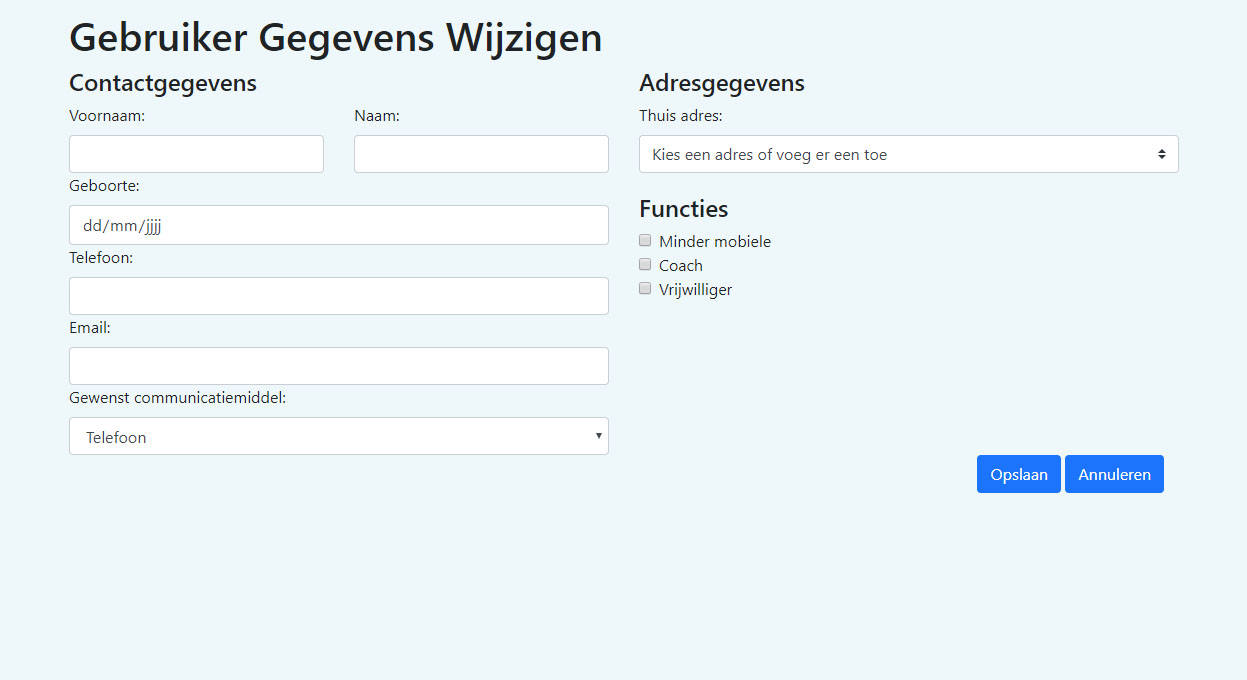 Gebruiker Gegevens Wijzigen
Contactgegevens
Voornaam:
Naam:
Geboorte:
dd/mm/jjjj
Telefoon:
Email:
Gewenst communicatiemiddel:
Telefoon
Adresgegevens
Thuis adres:
Kies een adres of voeg er een toe
Functies
Minder mobiele
Coach
Vrijwilliger
Opslaan
Annuleren